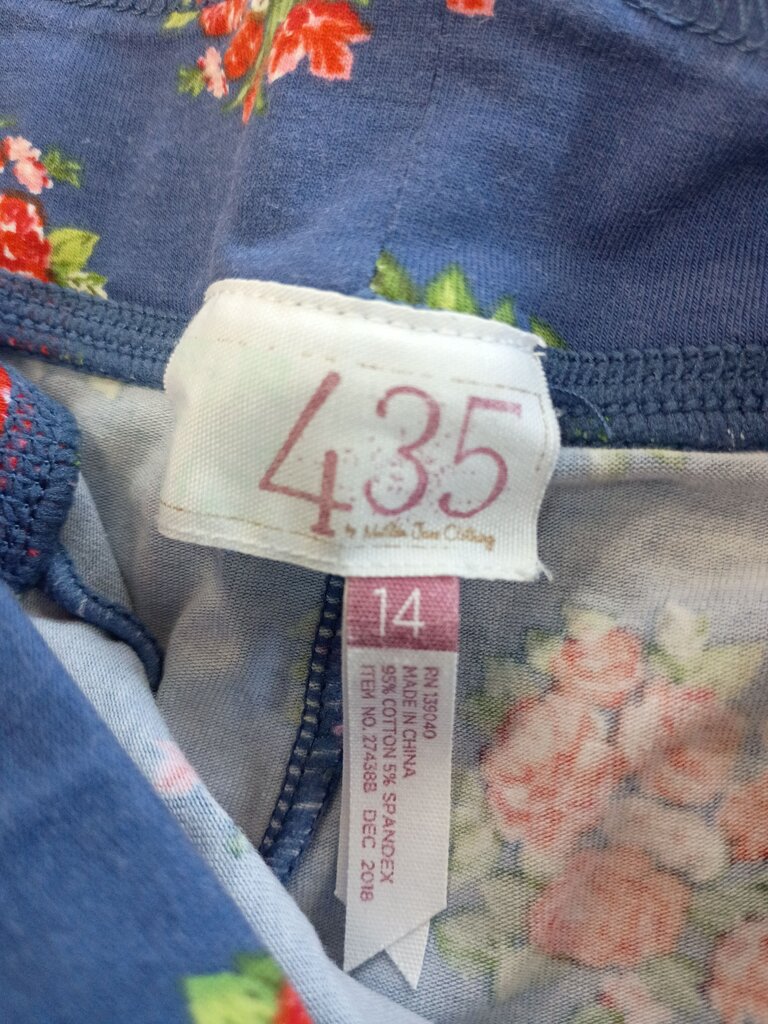 435
by Matilda Jane Clothing
14
RN 139040
MADE IN CHINA
95% COTTON 5% SPANDEX
ITEM NO. 27438B DEC 2018